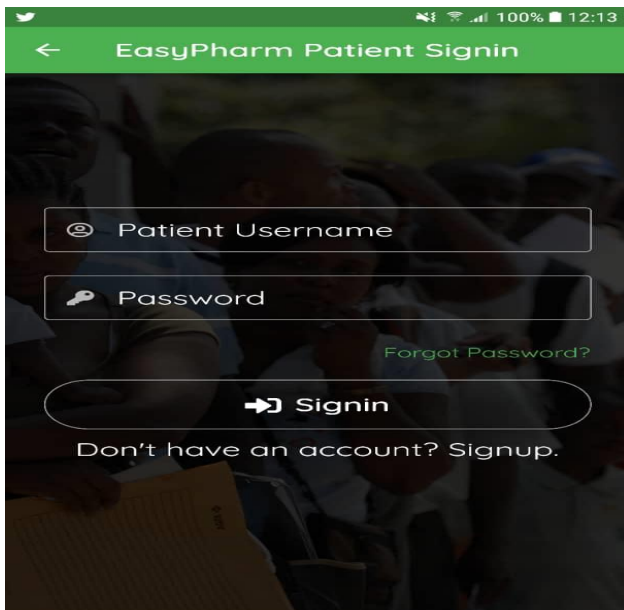 100% 12:13
EasyPharm Patient Signin
Patient Username
Password
Forgot Password?
Signin
Don't have an account? Signup.